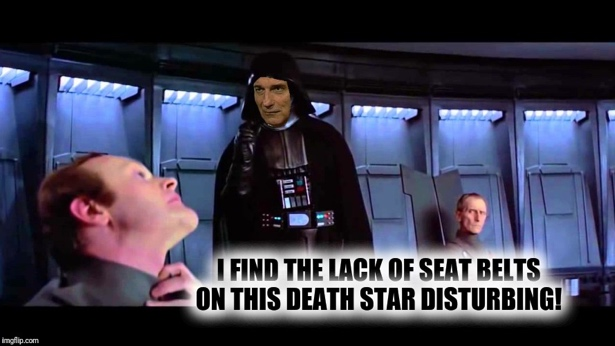 I FIND THE LACK OF SEAT BELTS
ON THIS DEATH STAR DISTURBING!
imgflip.com